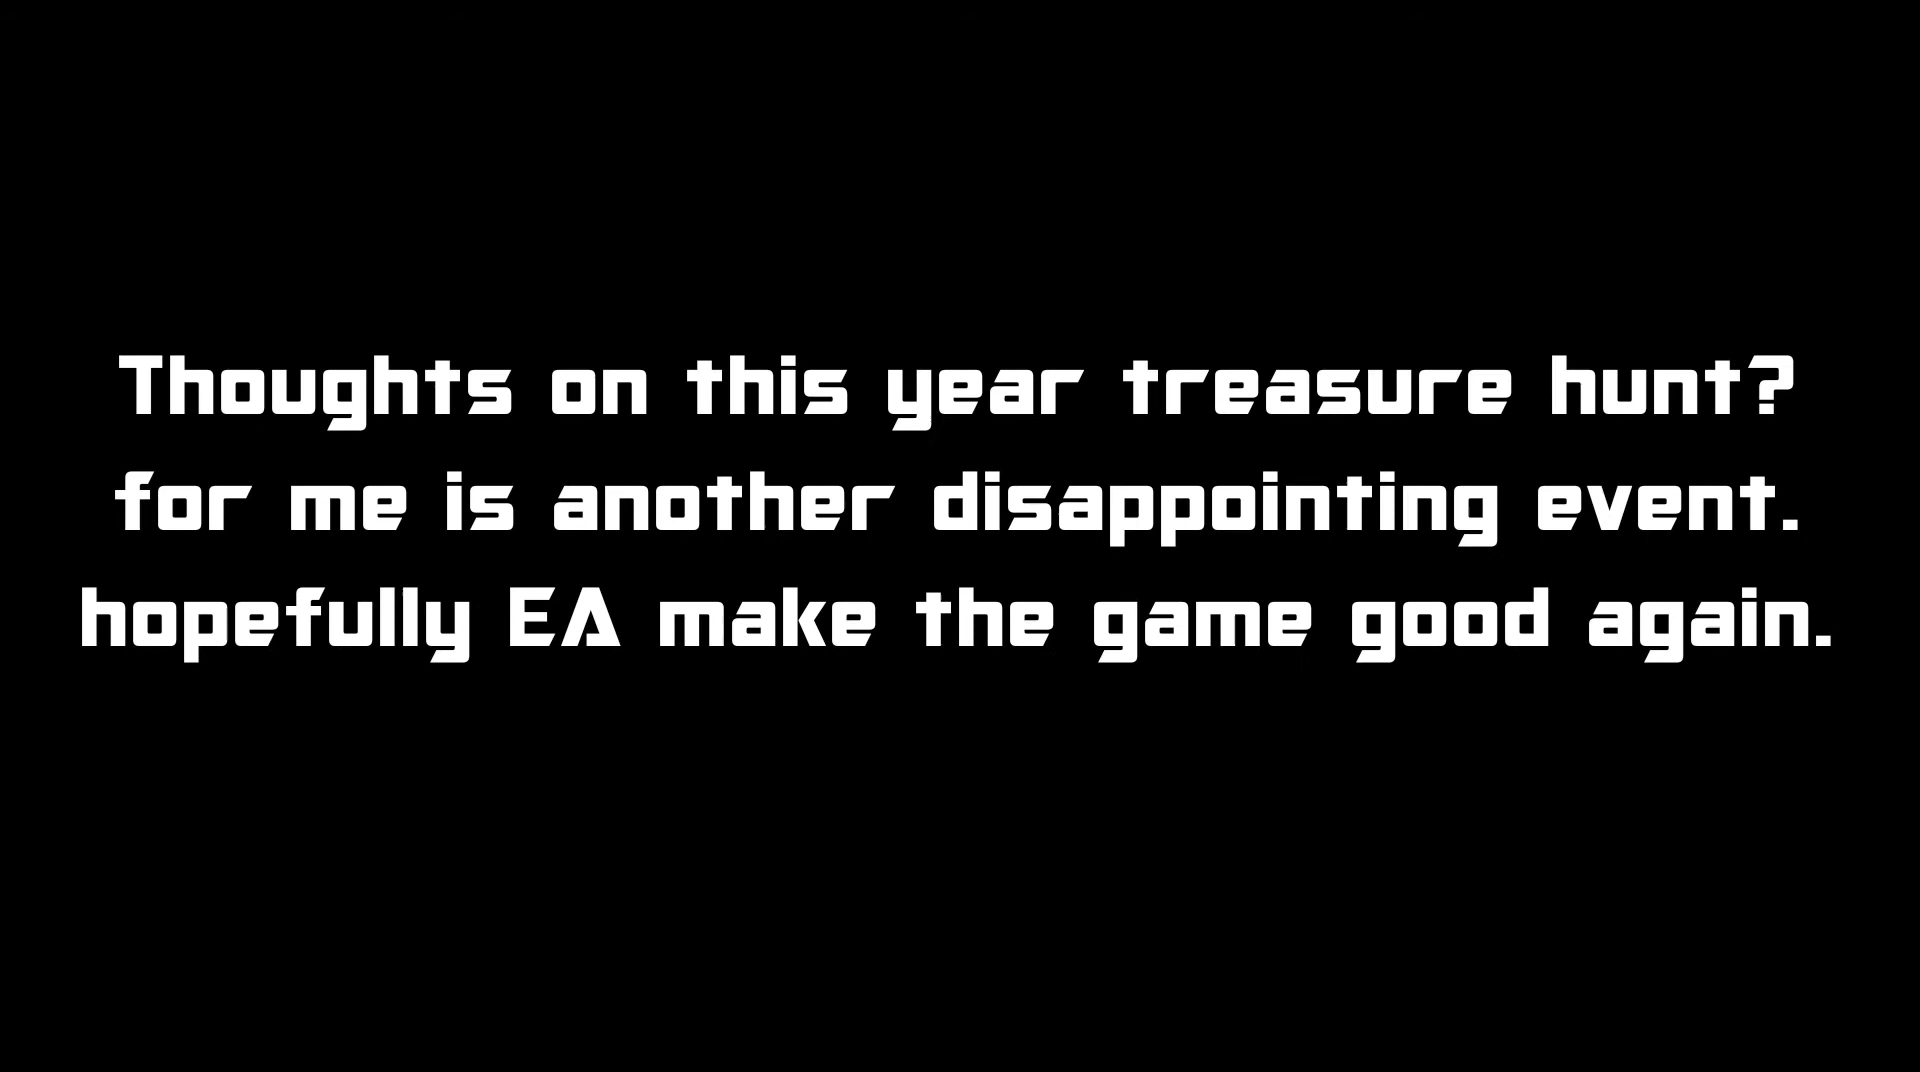 Thoughts on this year treasure hunt?
for me is another disappointing event.
hopefully EA make the game good again.